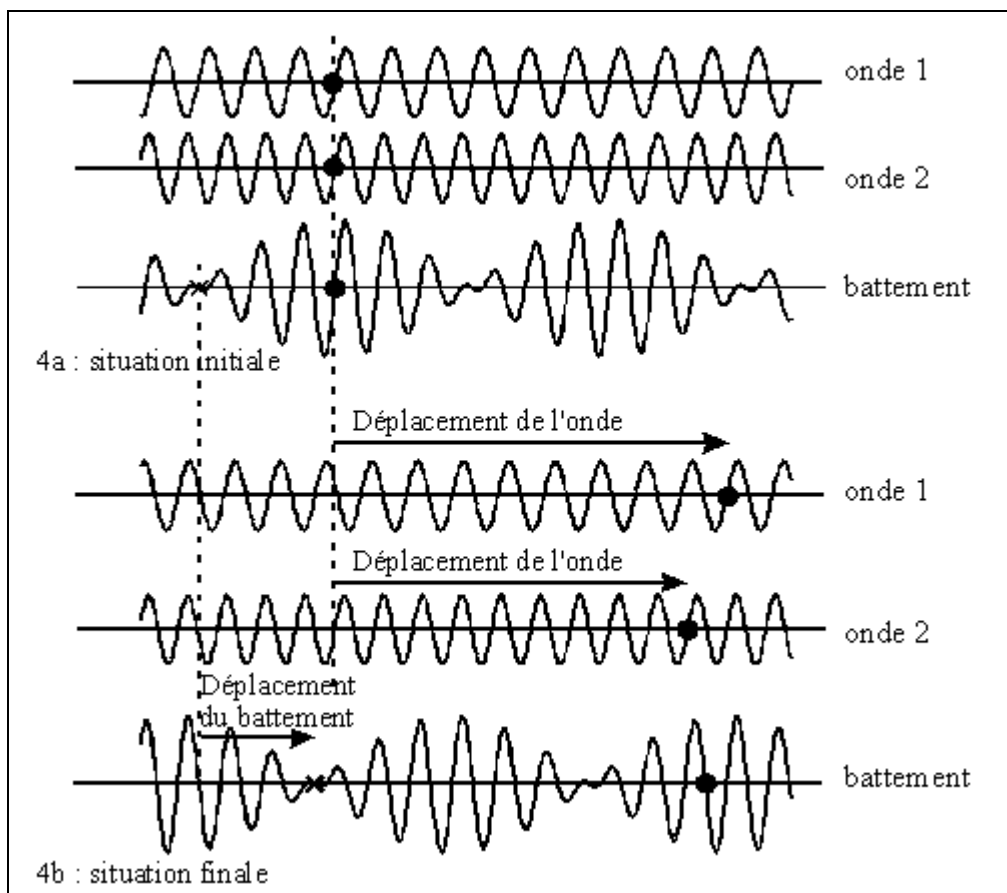 onde 1
onde 2
battement
4a : situation initiale
Déplacement de l'onde
onde 1
Déplacement de l'onde
onde 2
Déplacement
du battement
battement
4b : situation finale